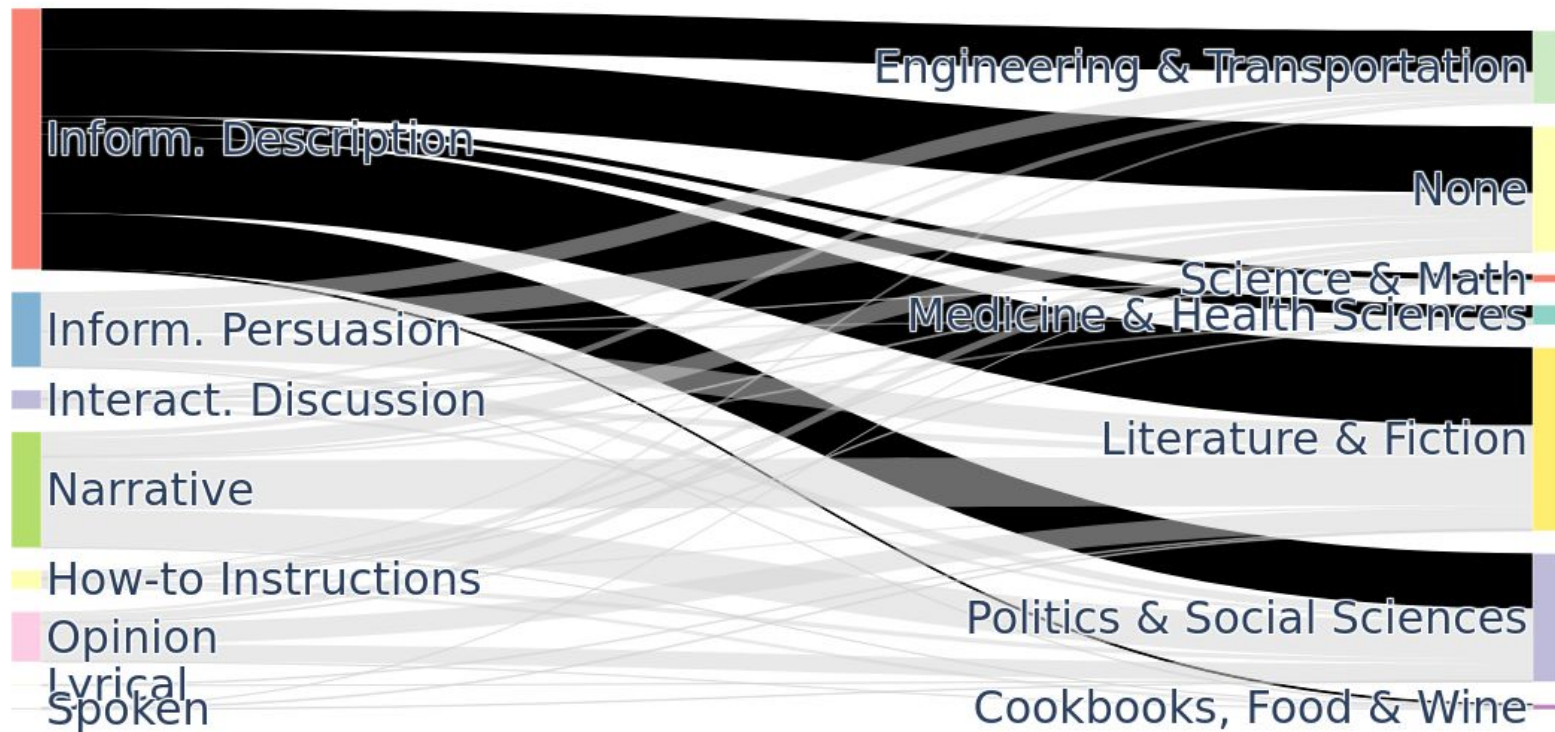 Inform. Description
Inform. Persuasion
Interact. Discussion
Narrative
How-to Instructions
Opinion
Lyrical
Spoken
Engineering & Transportation
None
Science & Math
Medicine & Health Sciences
Literature & Fiction
Politics & Social Sciences
Cookbooks, Food & Wine